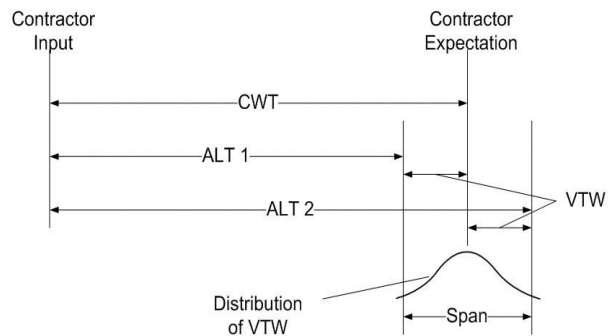 Contractor
Input
Contractor
Expectation
CWT
ALT 1
ALT 2
VTW
Distribution
of VTW
Span